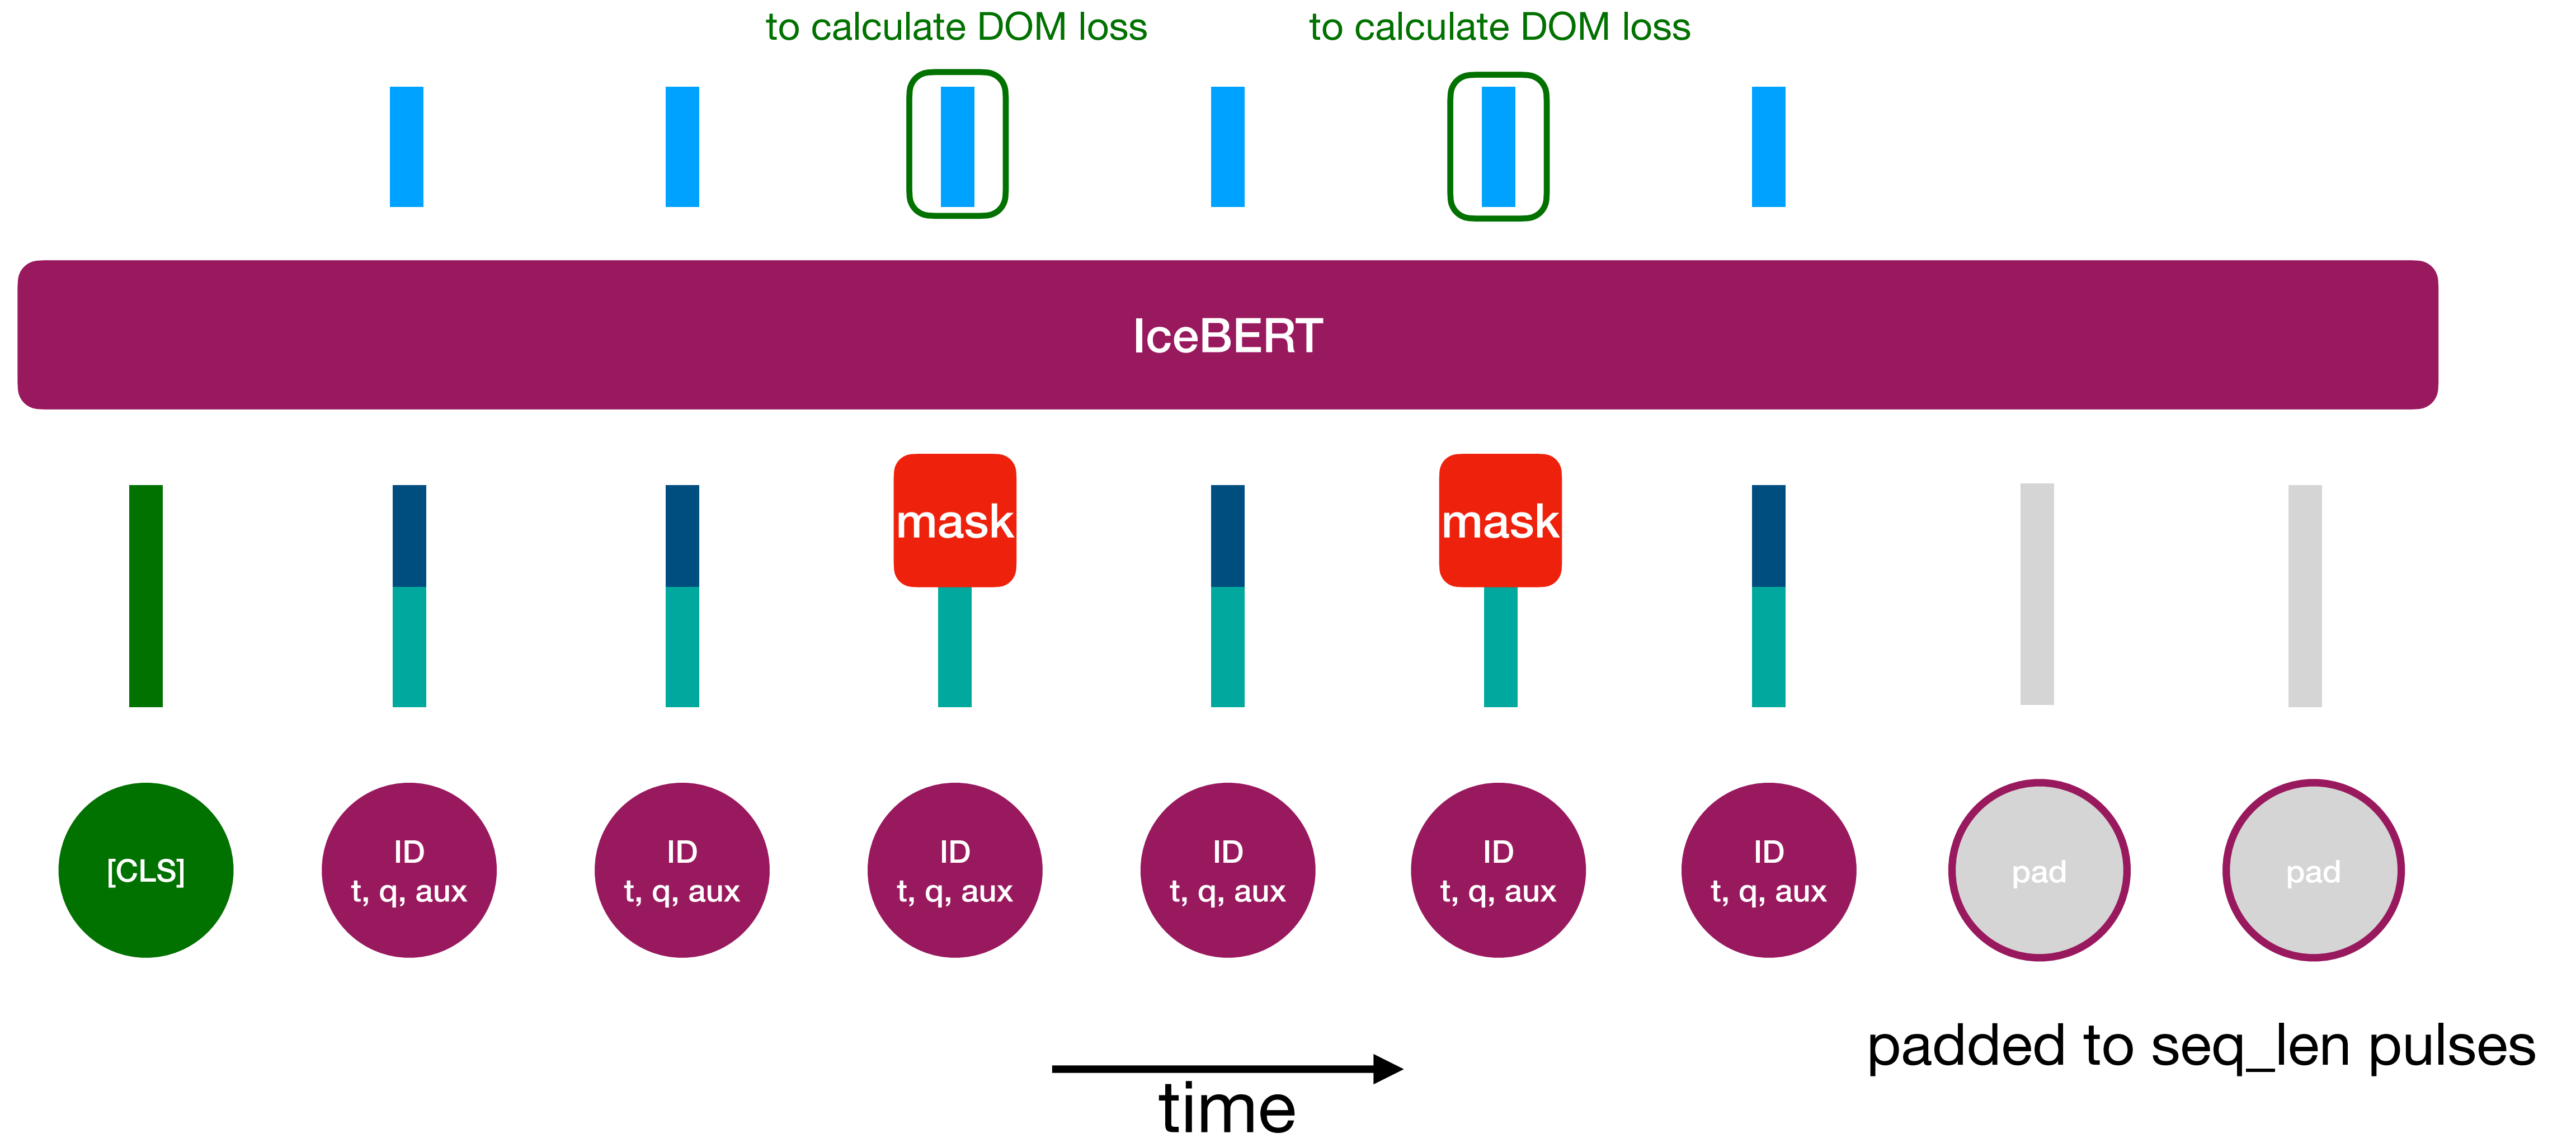 to calculate DOM loss
to calculate DOM loss
IceBERT
mask
mask
[CLS]
ID
t, q, aux
ID
t, q, aux
ID
t, q, aux
ID
t, q, aux
ID
t, q, aux
ID
t, q, aux
pad
pad
padded to seq_len pulses
time